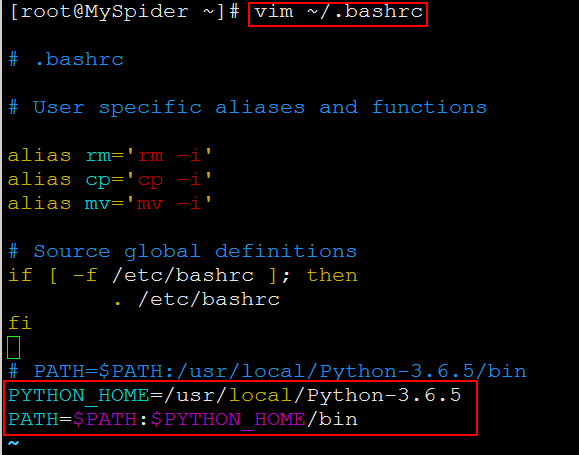 [root@MySpider ~]# vim ~/.bashrc
# .bashrc
# User specific aliases and functions
alias rm='rm -i'
alias cp='cp -i'
alias mv='mv -i'
# Source global definitions
if [ -f /etc/bashrc ]; then
        . /etc/bashrc
fi
# PATH=$PATH:/usr/local/Python-3.6.5/bin
PYTHON_HOME=/usr/local/Python-3.6.5
PATH=$PATH:$PYTHON_HOME/bin
~